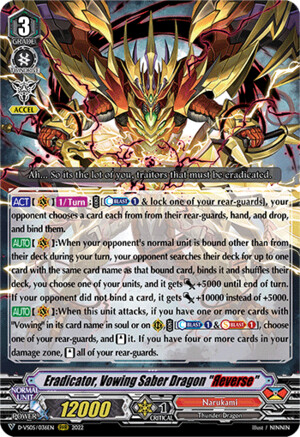 3
GRADE
TWIN DRIVE
ACCEL
Ah... So its the lot of you, traitors that must be eradicated.
ACT 1/Turn : [BLAST 1 & lock one of your rear-guards], your
opponent chooses a card each from from their rear-guards, hand, and drop,
and bind them.
AUTO : When your opponent's normal unit is bound other than from
their deck during your turn, your opponent searches their deck for up to one
card with the same card name as that bound card, binds it and shuffles their
deck, you choose one of your units, and it gets +5000 until end of turn.
If your opponent did not bind a card, it gets +10000 instead of +5000.
AUTO : When this unit attacks, if you have one or more cards with
"Vowing" in its card name in soul or on , BLAST 1 BLAST 1 , choose
one of your rear-guards, and it. If you have four or more cards in your
damage zone, all of your rear-guards.
Eradicator, Vowing Saber Dragon "Reverse"
NORMAL UNIT
POWER
12000
1
CRITICAL
Narukami
Thunder Dragon
D-VS05/036EN
2022
Illust / NINNIN